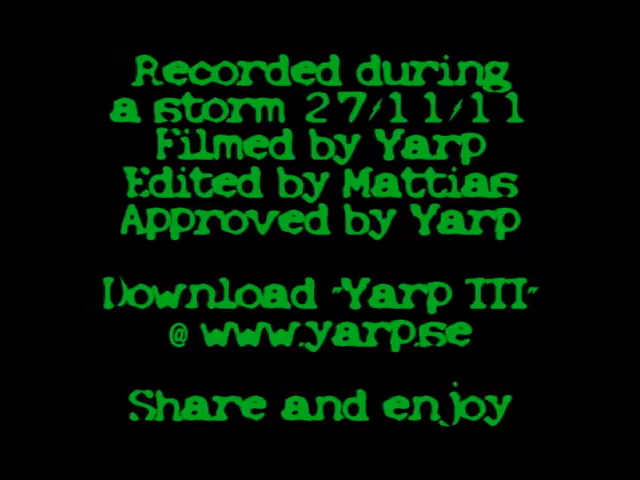 Recorded during
a storm 27/11/11
Filmed by Yarp
Edited by Mattias
Approved by Yarp
Download "Yarp III"
@ www.yarp.se
Share and enjoy